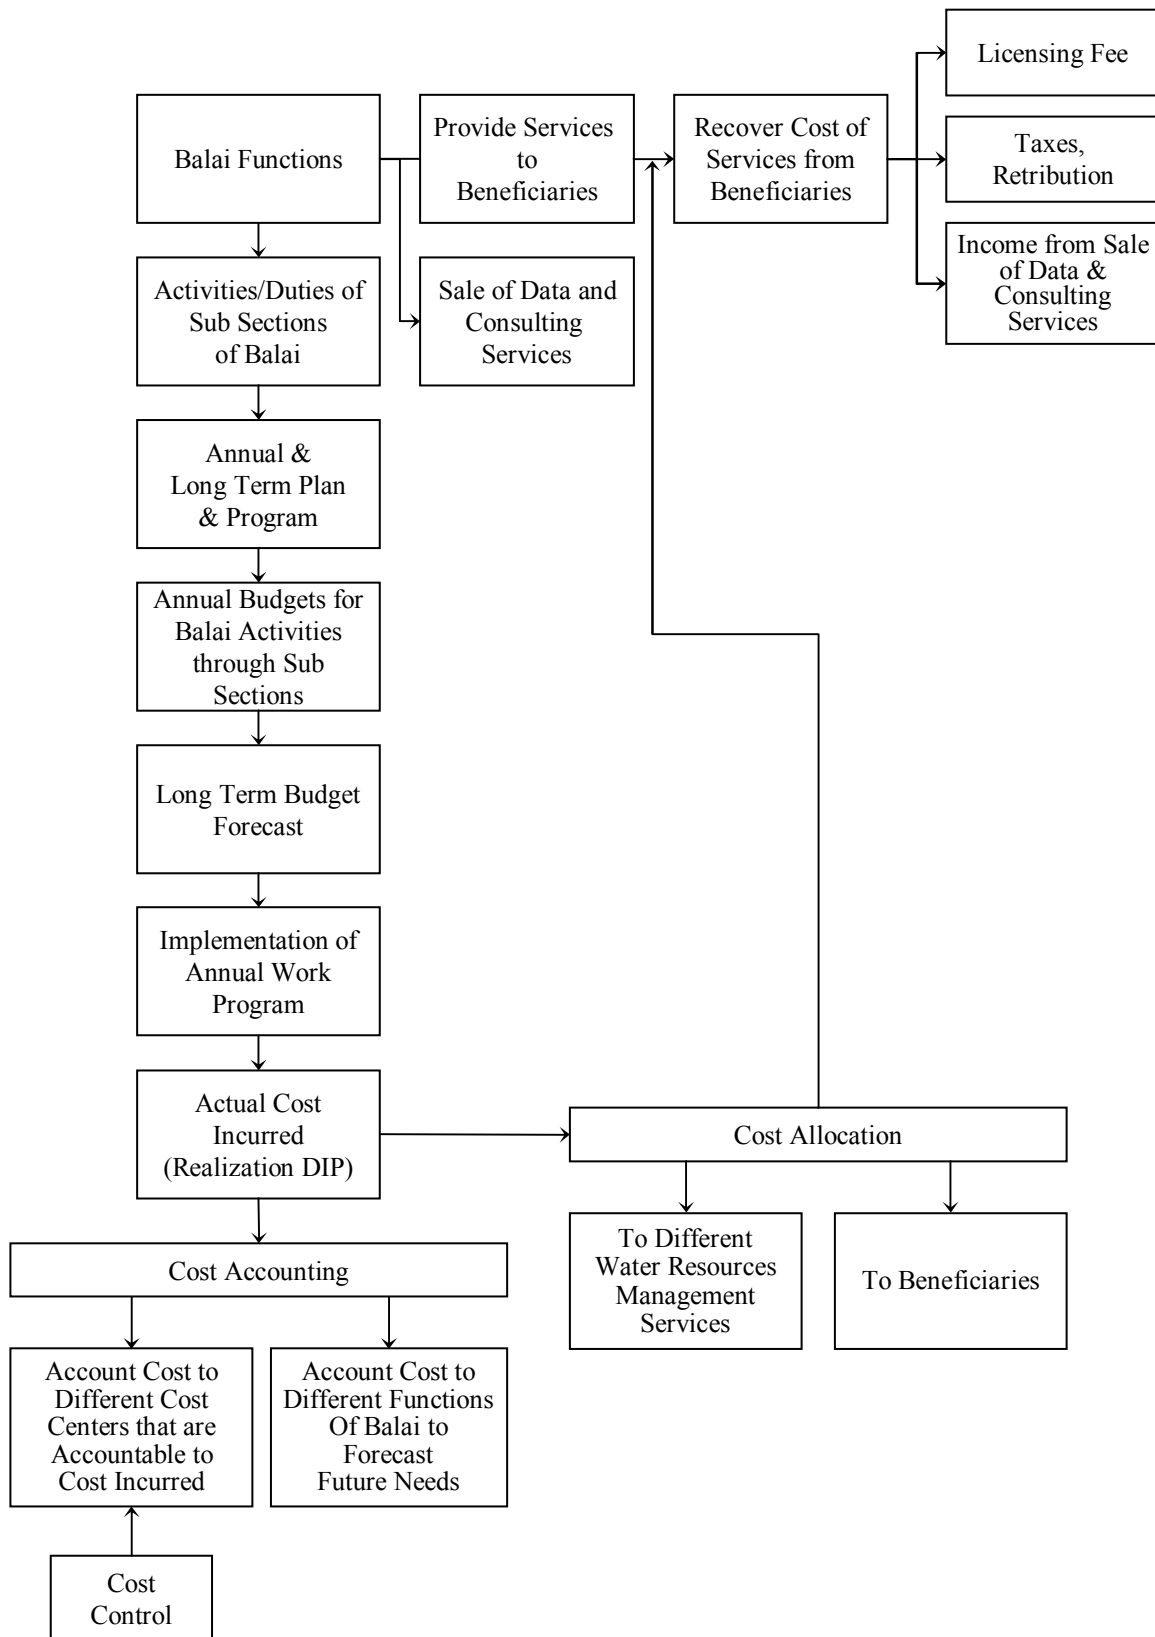 Licensing Fee
Balai Functions
Provide Services
to
Beneficiaries
Recover Cost of
Services from
Beneficiaries
Taxes,
Retribution
Income from Sale
of Data &
Consulting
Services
Activities/Duties of
Sub Sections
of Balai
Sale of Data and
Consulting
Services
Annual &
Long Term Plan
& Program
Annual Budgets for
Balai Activities
through Sub
Sections
Long Term Budget
Forecast
Implementation of
Annual Work
Program
Actual Cost
Incurred
(Realization DIP)
Cost Allocation
To Different
Water Resources
Management
Services
To Beneficiaries
Cost Accounting
Account Cost to
Different Cost
Centers that are
Accountable to
Cost Incurred
Account Cost to
Different Functions
Of Balai to
Forecast
Future Needs
Cost
Control